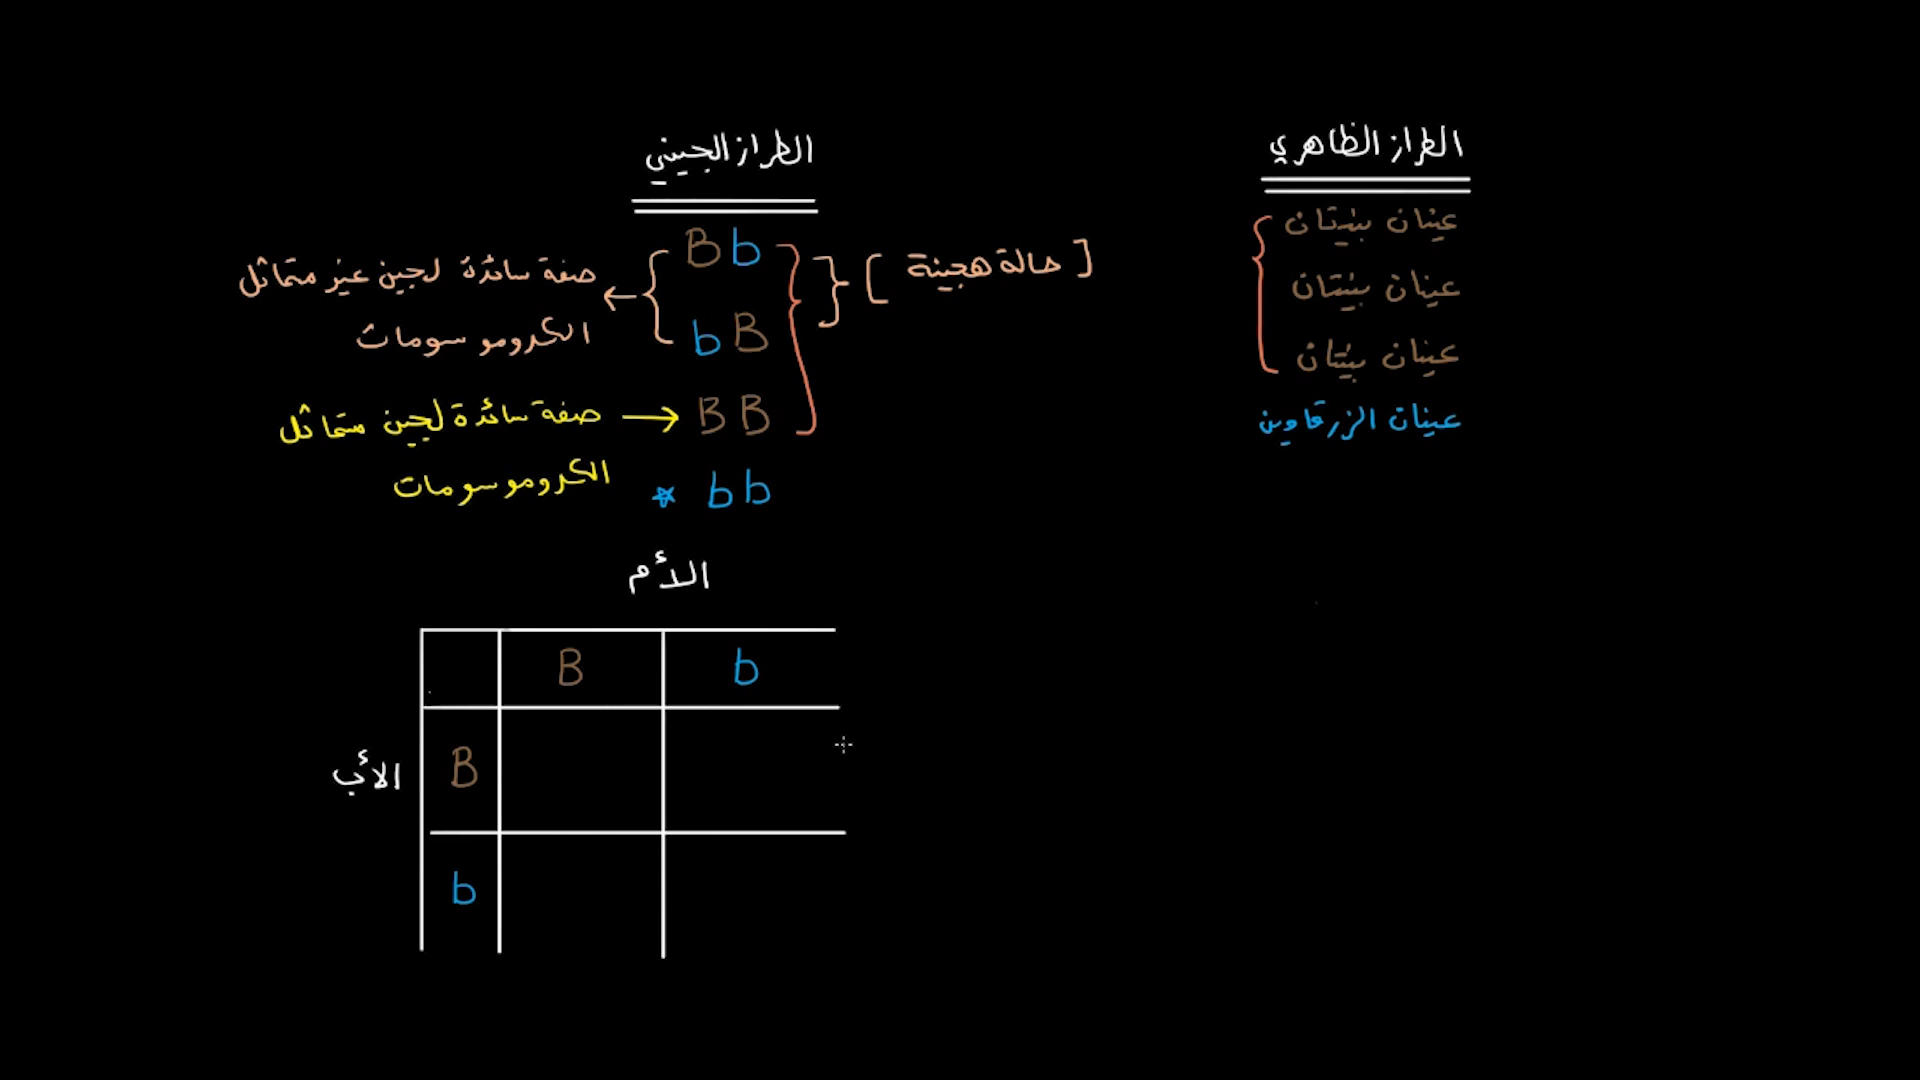 الطراز الظاهري
عينان بنيتان
عينان بنيتان
عينان بنيتان
عينان الزرقاوين
الطراز الجيني
Bb
[حالة هجينة]
صفة سائدة لجين غير متماثل
الكروموسومات
bB
صفة سائدة لجين متماثل
الكروموسومات
BB
bb
الأم
B b
الأب
B
b